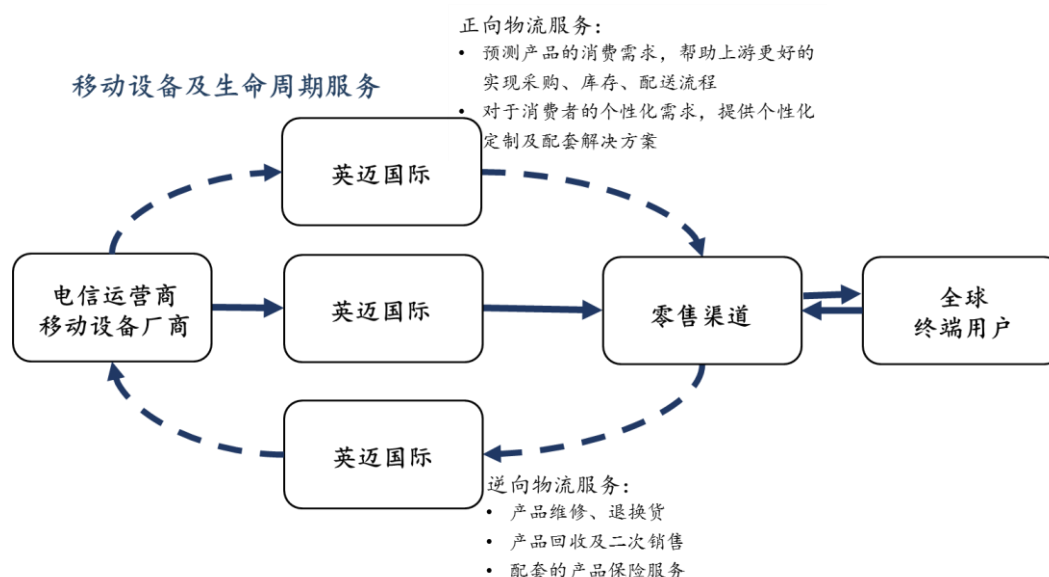 正向物流服务：
• 预测产品的消费需求，帮助上游更好的
实现采购、库存、配送流程
• 对于消费者的个性化需求，提供个性化
定制及配套解决方案
移动设备及生命周期服务
英迈国际
电信运营商
移动设备厂商
英迈国际
零售渠道
全球
终端用户
英迈国际
逆向物流服务：
• 产品维修、退换货
• 产品回收及二次销售
• 配套的产品保险服务